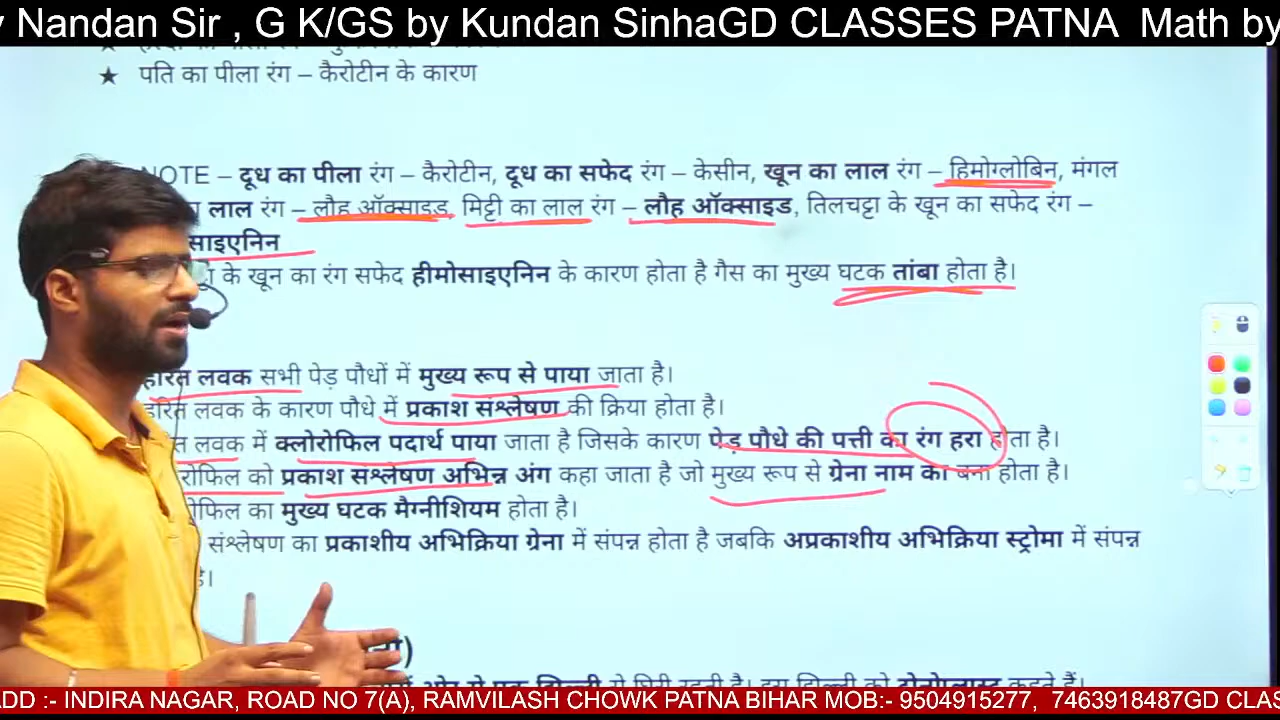 Nandan Sir , G K/GS by Kundan SinhaGD CLASSES PATNA Math by
★ पति का पीला रंग – कैरोटीन के कारण
NOTE – दूध का पीला रंग – कैरोटीन, दूध का सफेद रंग – केसीन, खून का लाल रंग – हिमोग्लोबिन, मंगल
लाल रंग – लौह ऑक्साइड, मिट्टी का लाल रंग – लौह ऑक्साइड, तिलचट्टा के खून का सफेद रंग –
साइएनिन
के खून का रंग सफेद हीमोसाइएनिन के कारण होता है गैस का मुख्य घटक तांबा होता है।
हरित लवक सभी पेड़ पौधों में मुख्य रूप से पाया जाता है।
हरित लवक के कारण पौधे में प्रकाश संश्लेषण की क्रिया होता है।
लवक में क्लोरोफिल पदार्थ पाया जाता है जिसके कारण पेड़ पौधे की पत्ती का रंग हरा होता है।
रोफिल को प्रकाश संश्लेषण अभिन्न अंग कहा जाता है जो मुख्य रूप से ग्रेना नाम का बना होता है।
रोफिल का मुख्य घटक मैग्नीशियम होता है।
संश्लेषण का प्रकाशीय अभिक्रिया ग्रेना में संपन्न होता है जबकि अप्रकाशीय अभिक्रिया स्ट्रोमा में संपन्न
है।
ADD :- INDIRA NAGAR, ROAD NO 7(A), RAMVILASH CHOWK PATNA BIHAR MOB:- 9504915277, 7463918487GD CLAS